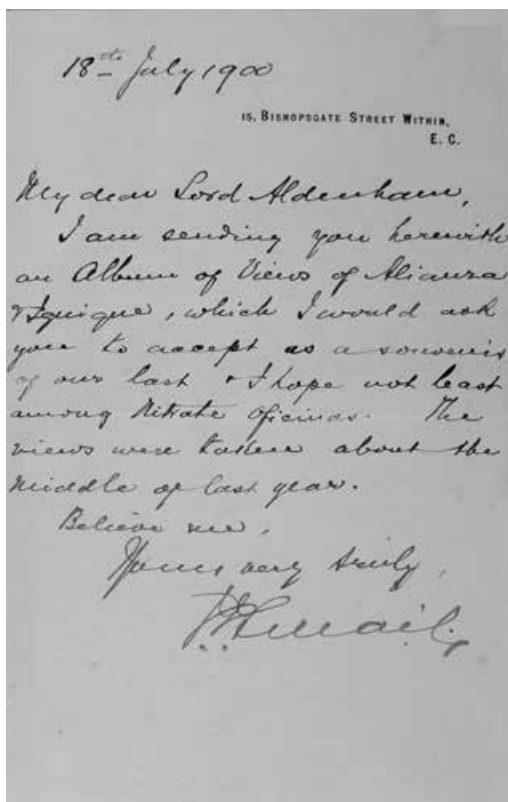 18th July 1900
15, Bishopsgate Street Within,
E. C.
My dear Lord Aldenham,
I am sending you herewith
an Album of Views of Alianza
& Iquique, which I would ask
you to accept as a souvenir
of our last & I hope not least
among Nitrate Oficinas. The
views were taken about the
middle of last year.
Believe me,
Yours very truly,